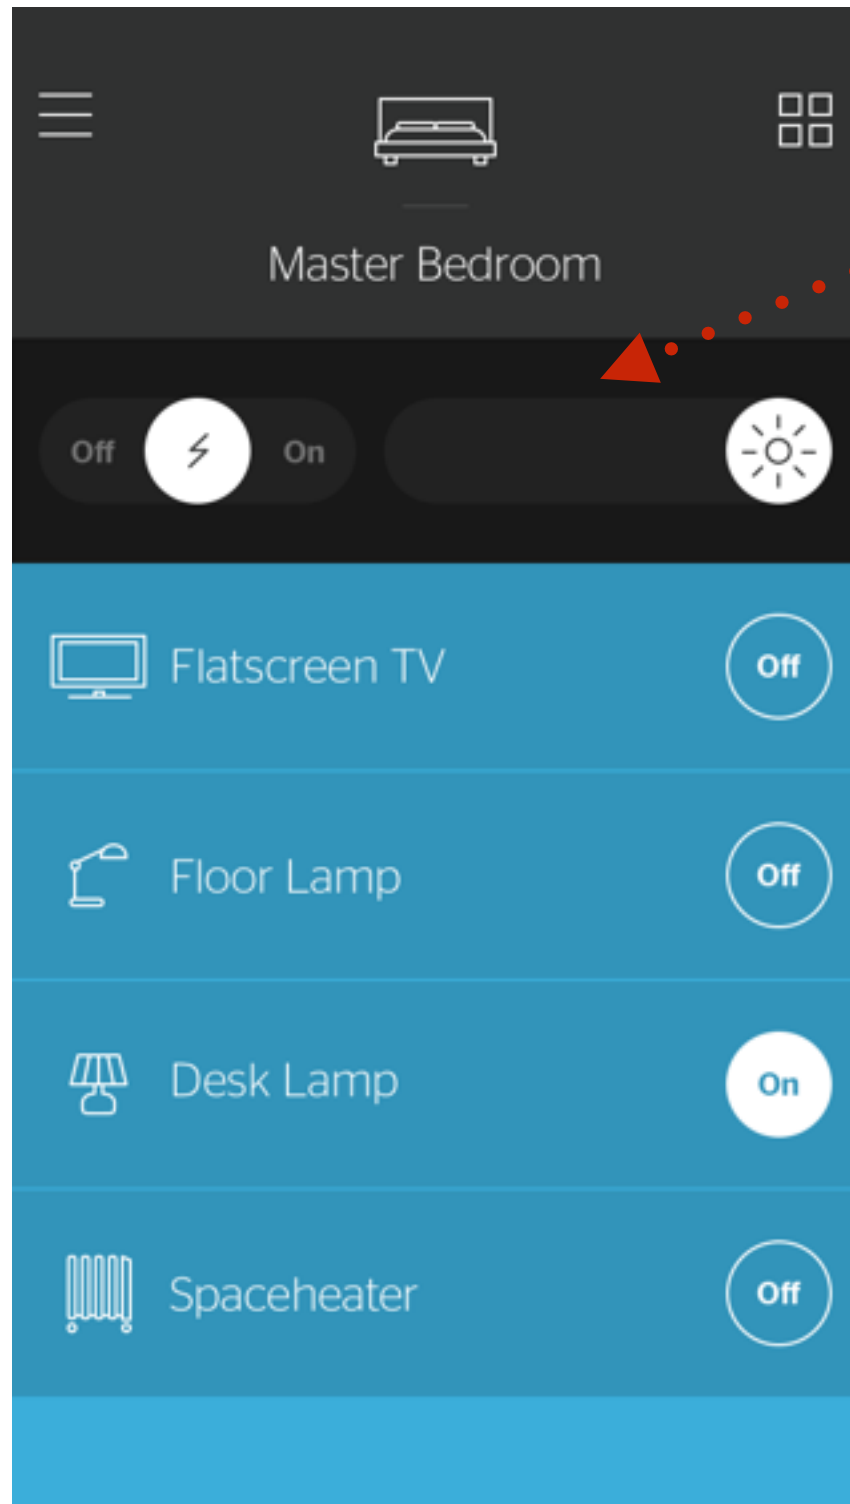 Master Bedroom
Off On
Flatscreen TV Off
Floor Lamp Off
Desk Lamp On
Spaceheater Off